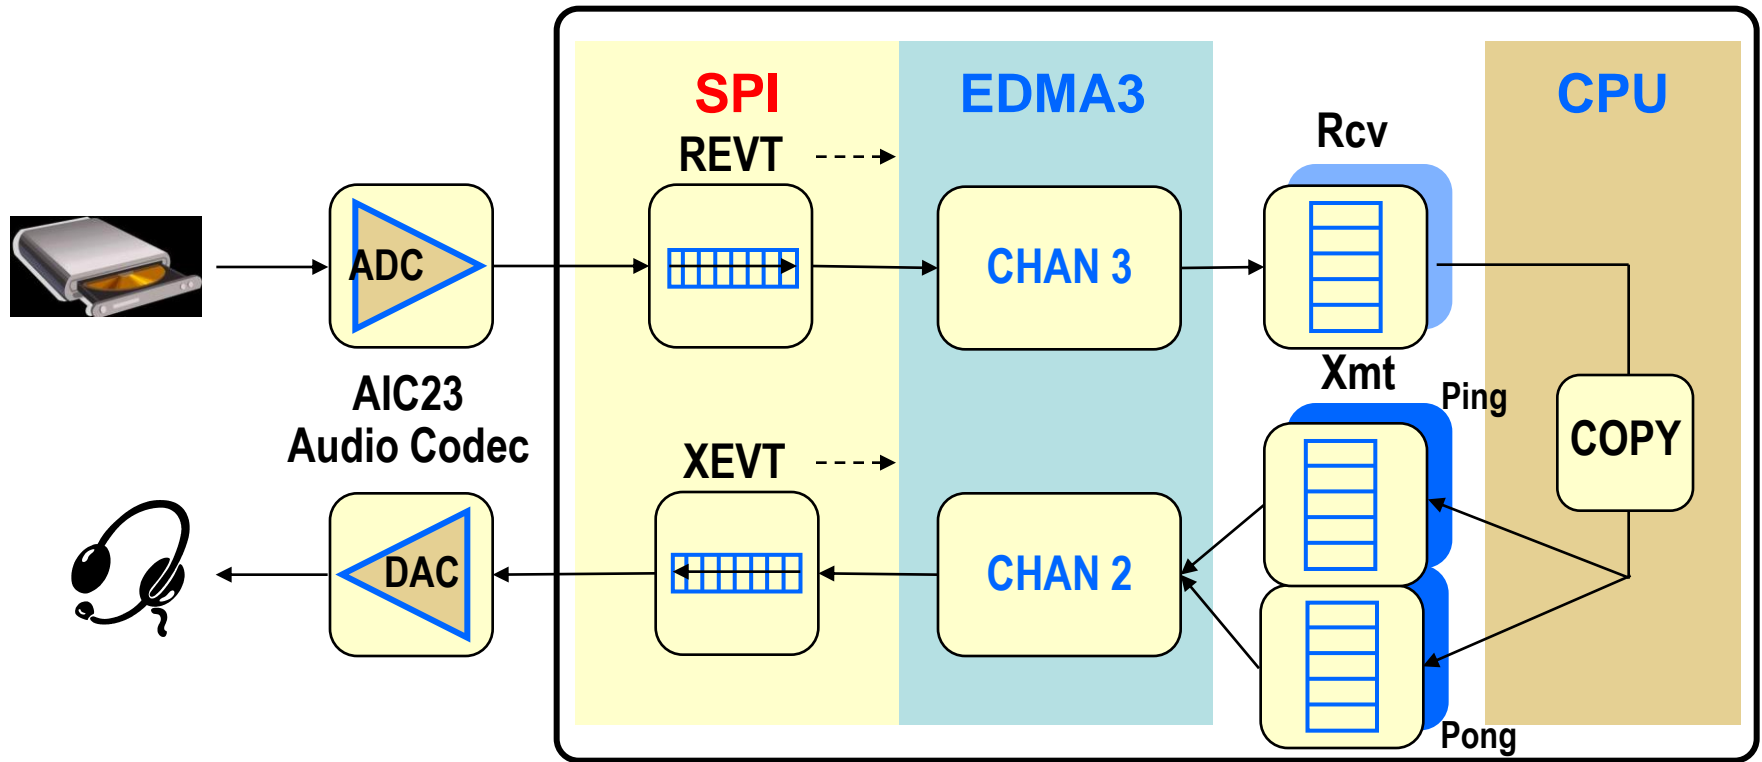 SPI
EDMA3
CPU
REVT
Rcv
ADC
CHAN 3
AIC23
Audio Codec
Xmt
Ping
COPY
XEVT
DAC
CHAN 2
Pong